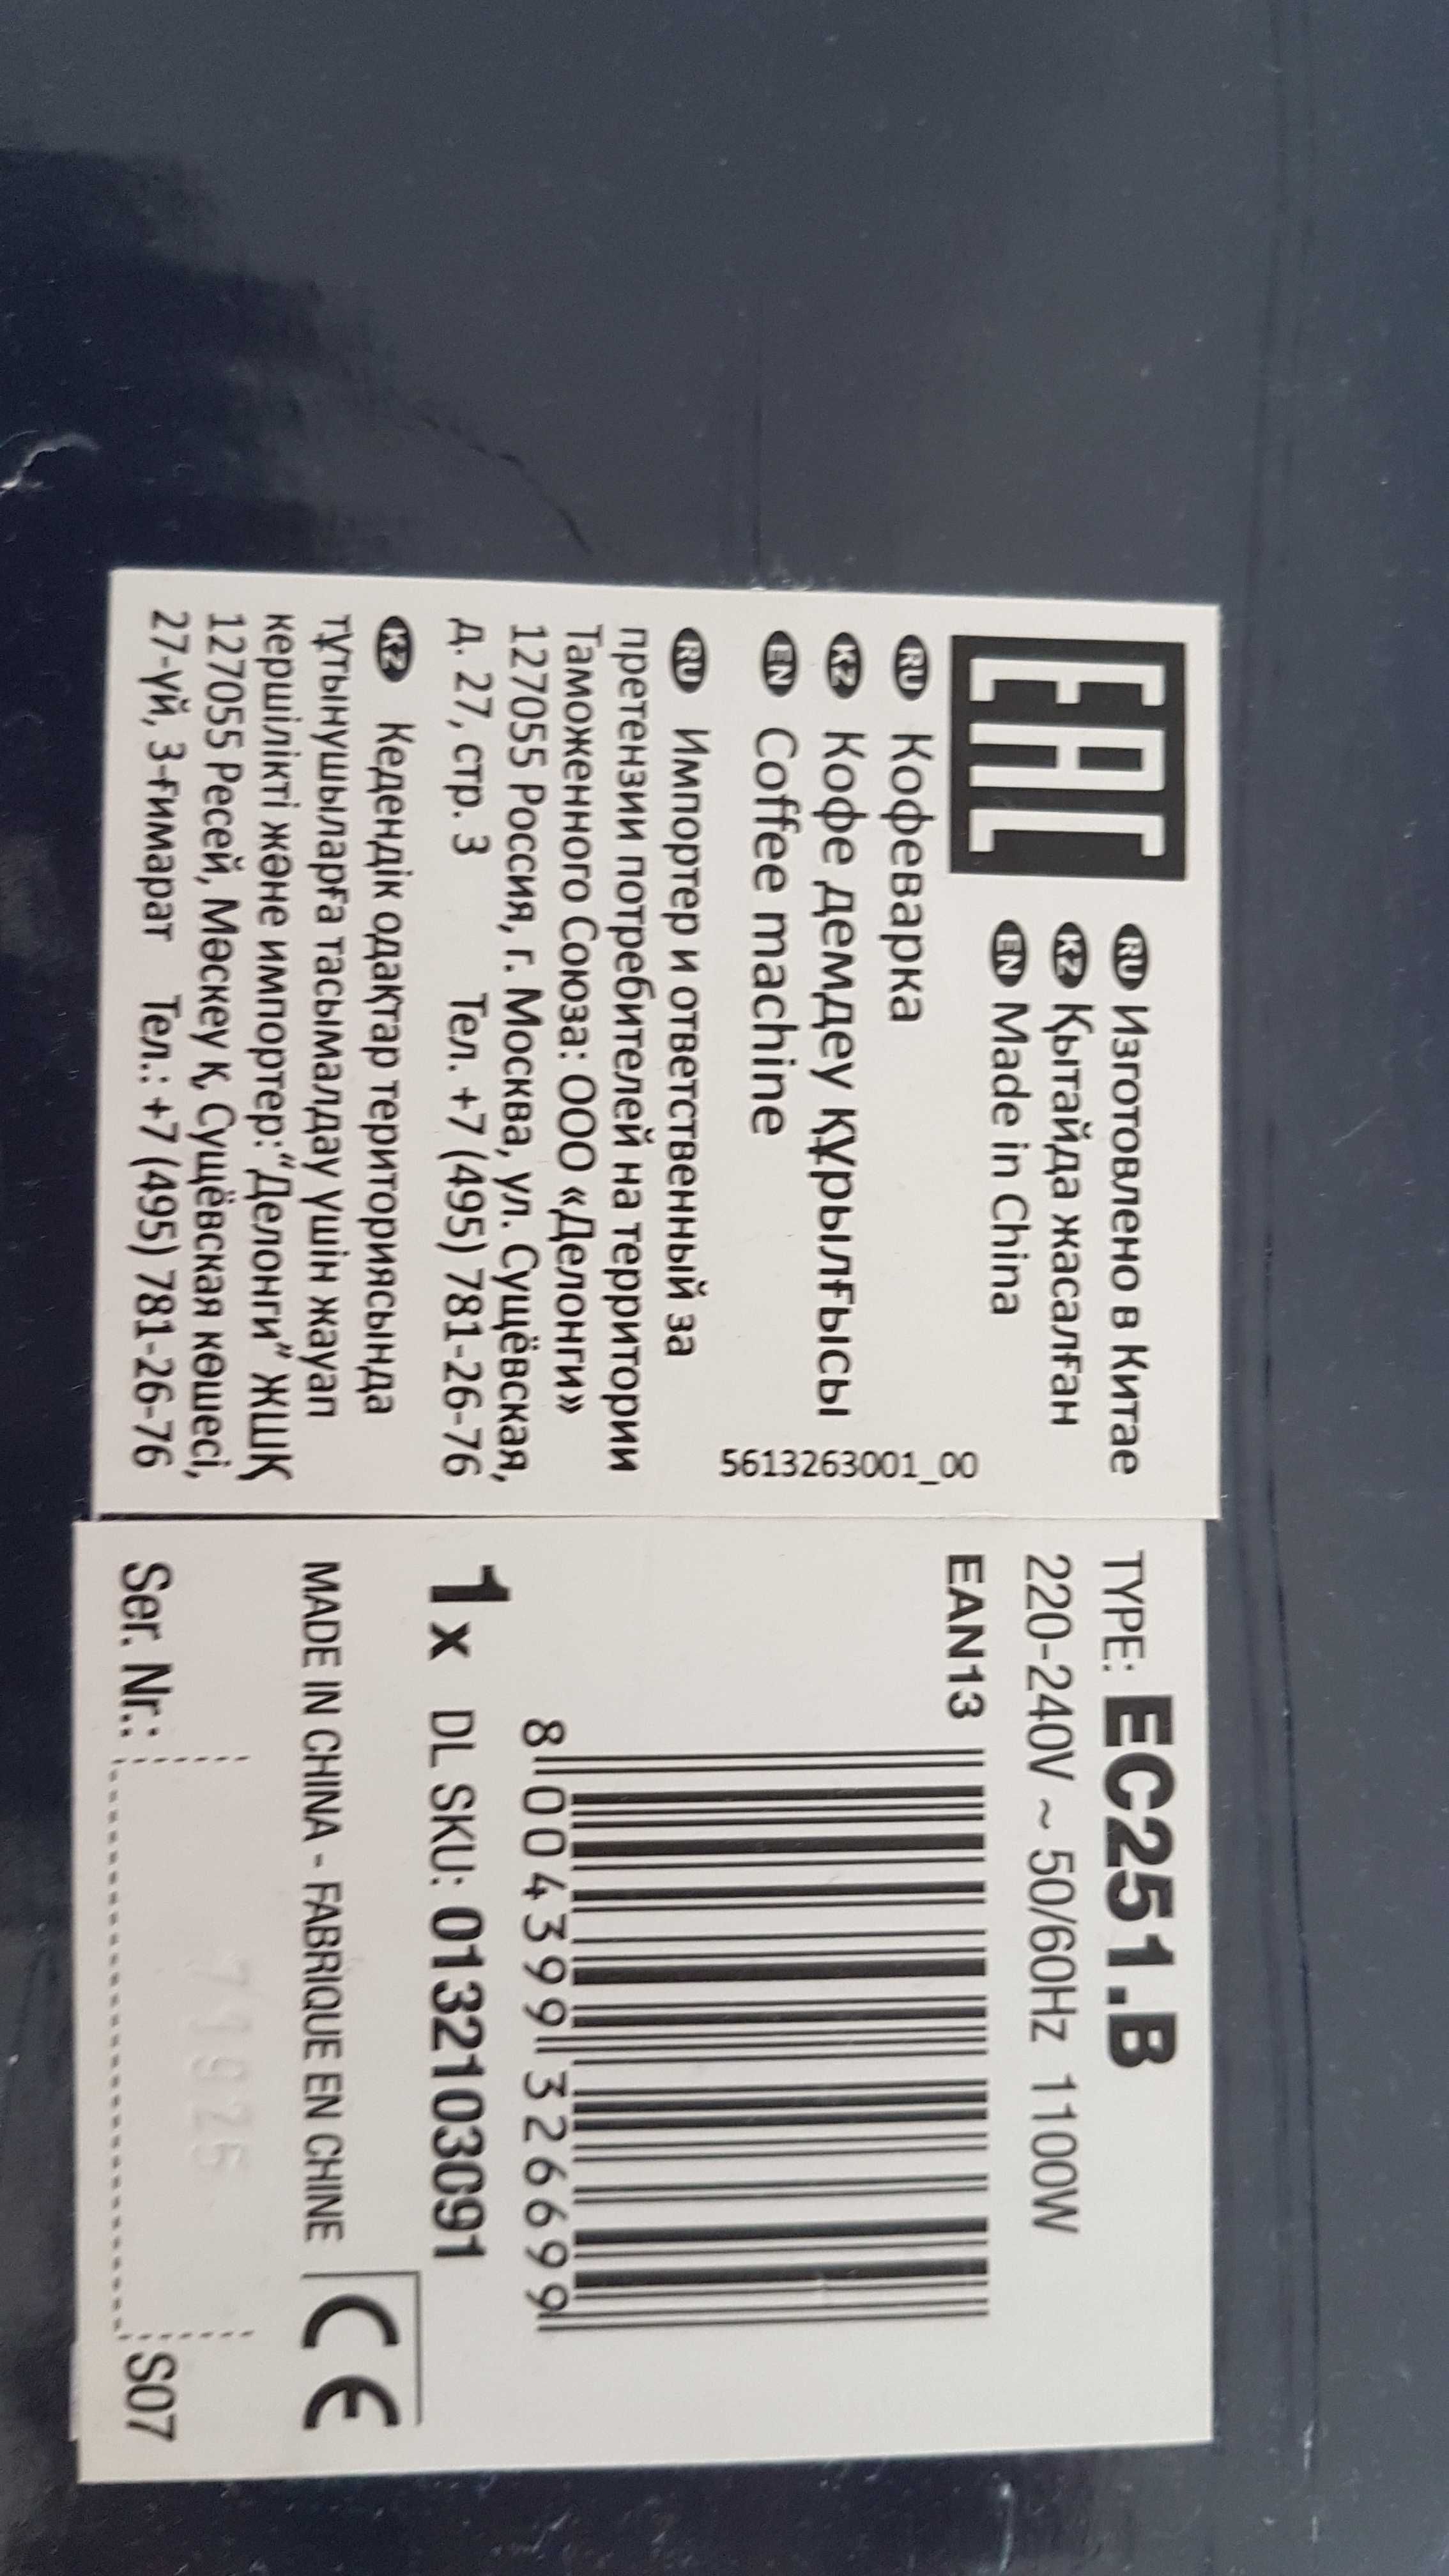 EAC
RU Изготовлено в Китае
KZ Қытайда жасалған
EN Made in China
RU Кофеварка
KZ Кофе демдеу құрылғысы
EN Coffee machine
5613263001_00
RU Импортер и ответственный за
претензии потребителей на территории
Таможенного Союза: ООО «Делонги»
127055 Россия, г. Москва, ул. Сущёвская,
д. 27, стр. 3 Тел. +7 (495) 781-26-76
KZ Кедендік одақтар териториясында
тұтынушыларға тасымалдау үшін жауап
кершілікті және импортер:"Делонги" ЖШҚ
127055 Ресей, Мәскеу қ, Сущёвская көшесі,
27-үй, 3-ғимарат Тел.: +7 (495) 781-26-76
TYPE: EC251.B
220-240V ~ 50/60Hz 1100W
EAN13
8 004399 326699
1x DL SKU: 0132103091
MADE IN CHINA - FABRIQUE EN CHINE
CE
Ser. Nr.: S07